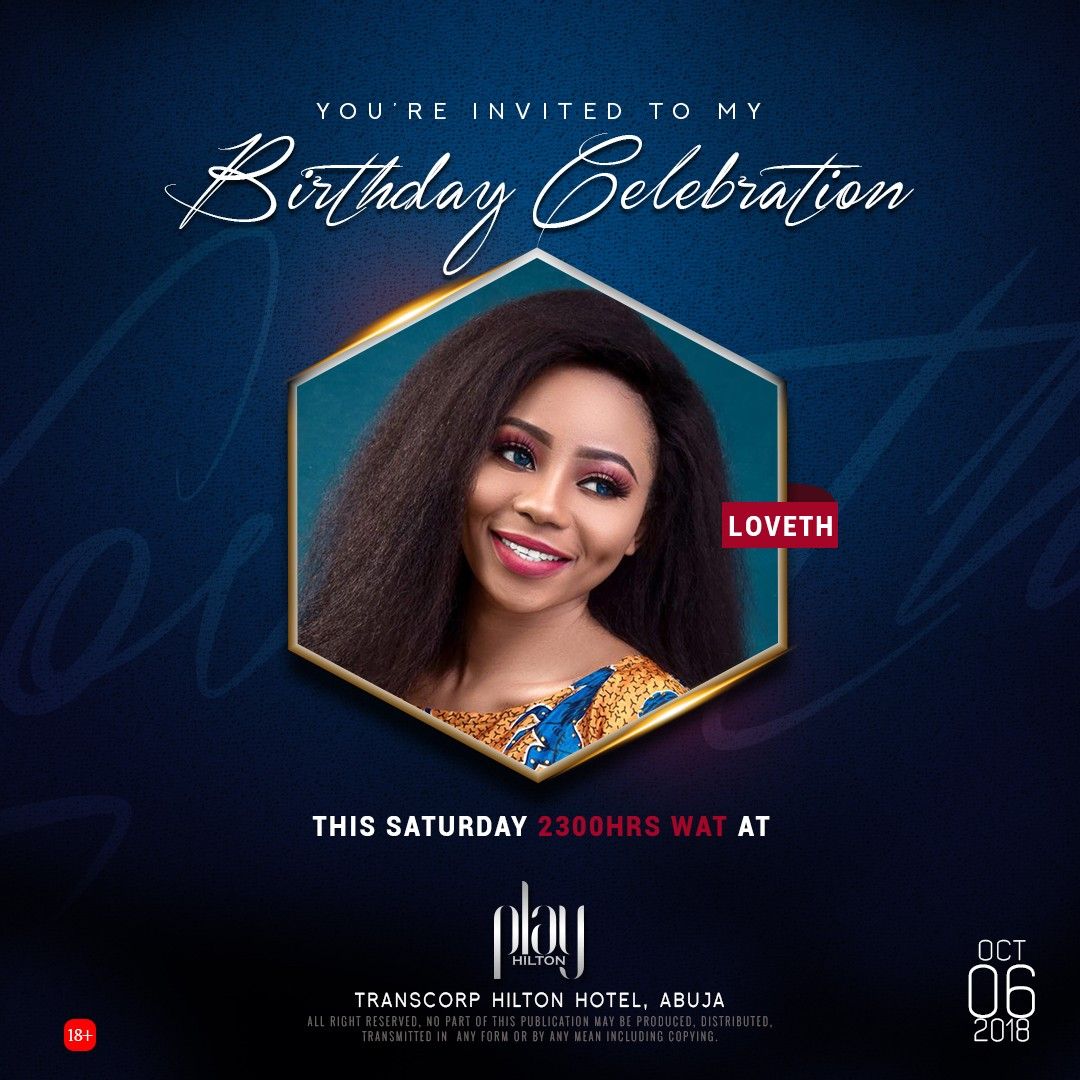 YOU'RE INVITED TO MY
Birthday Celebration
LOVETH
THIS SATURDAY 2300HRS WAT AT
play
HILTON
TRANSCORP HILTON HOTEL, ABUJA
ALL RIGHT RESERVED, NO PART OF THIS PUBLICATION MAY BE PRODUCED, DISTRIBUTED,
TRANSMITTED IN ANY FORM OR BY ANY MEAN INCLUDING COPYING.
18+
OCT
06
2018